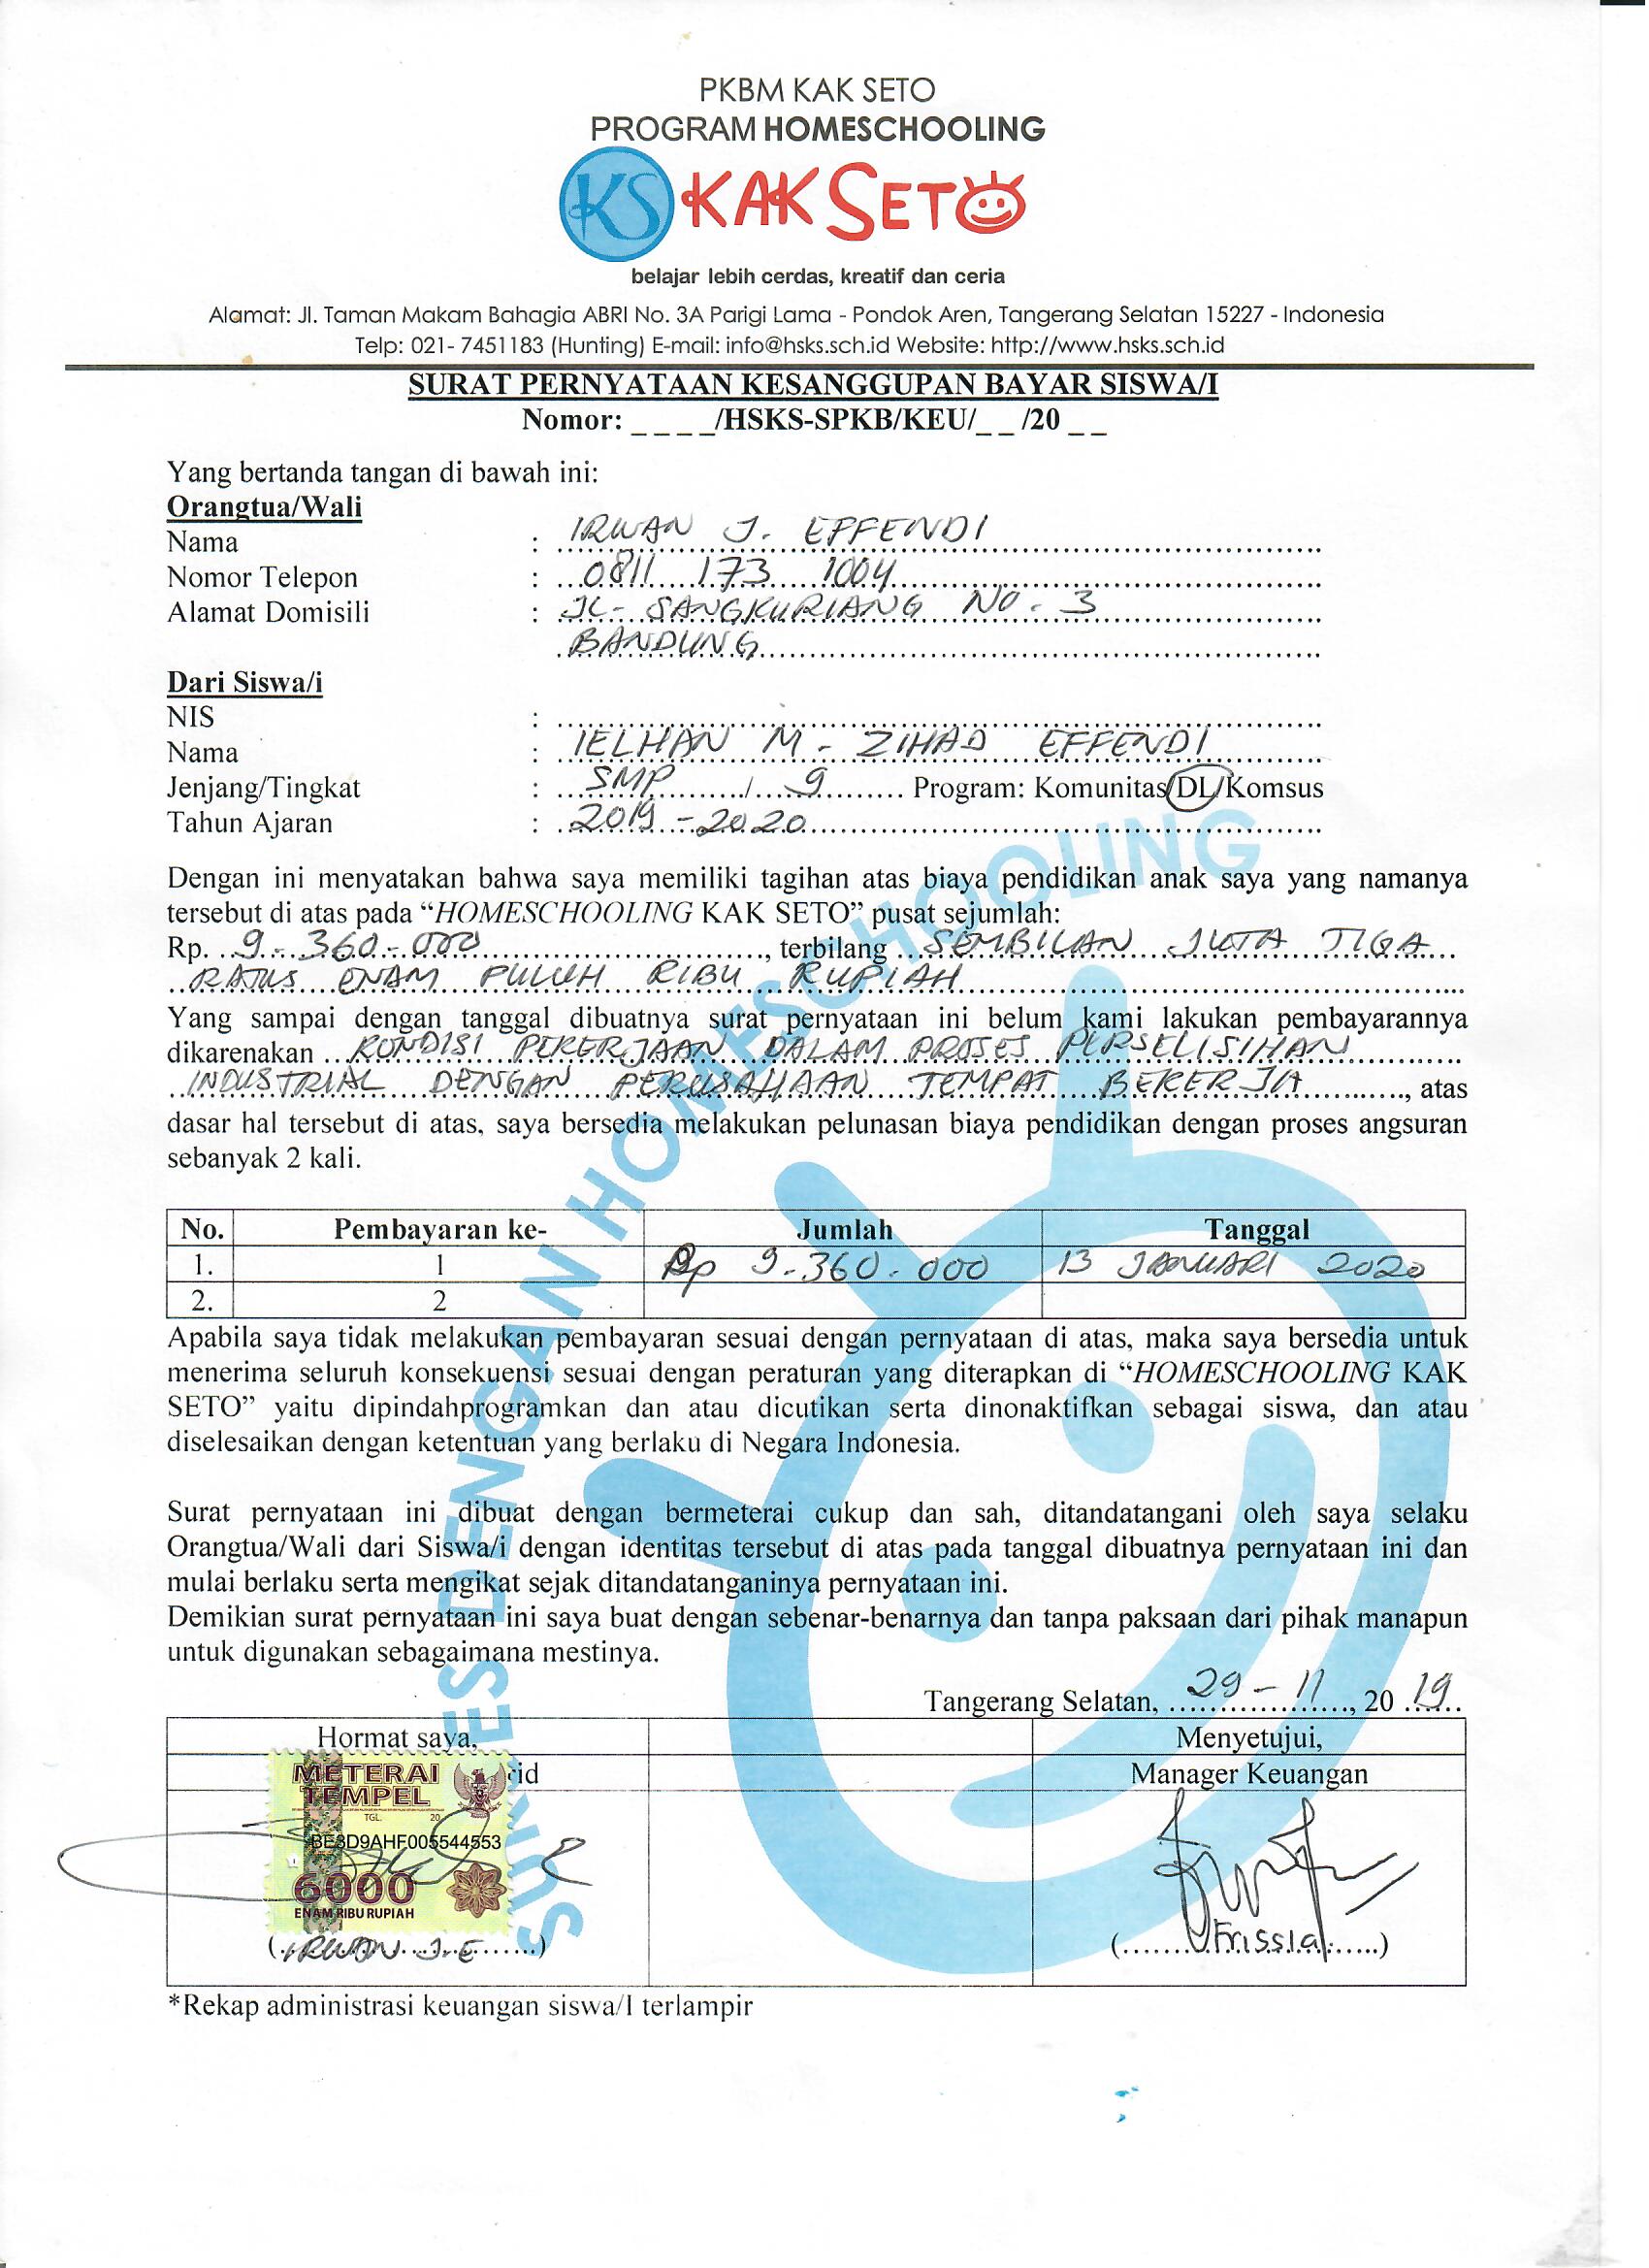 PKBM KAK SETO
PROGRAM HOMESCHOOLING
KS KAK SETO
belajar lebih cerdas, kreatif dan ceria
Alamat: Jl. Taman Makam Bahagia ABRI No. 3A Parigi Lama - Pondok Aren, Tangerang Selatan 15227 - Indonesia
Telp: 021- 7451183 (Hunting) E-mail: info@hsks.sch.id Website: http://www.hsks.sch.id
SURAT PERNYATAAN KESANGGUPAN BAYAR SISWA/I
Nomor: _ _ _ _/HSKS-SPKB/KEU/_ _ /20 _ _
Yang bertanda tangan di bawah ini:
Orangtua/Wali
Nama : IRWAN J. EFFENDI
Nomor Telepon : 0811 173 1004
Alamat Domisili : JL. SANGKURIANG NO. 3
BANDUNG
Dari Siswa/i
NIS :
Nama : IELHAN M. ZIHAD EFFENDI
Jenjang/Tingkat : SMP / 9 Program: Komunitas/DL/Komsus
Tahun Ajaran : 2019 - 2020
Dengan ini menyatakan bahwa saya memiliki tagihan atas biaya pendidikan anak saya yang namanya
tersebut di atas pada “HOMESCHOOLING KAK SETO” pusat sejumlah:
Rp. 9.360.000, terbilang SEMBILAN JUTA TIGA
RATUS ENAM PULUH RIBU RUPIAH
Yang sampai dengan tanggal dibuatnya surat pernyataan ini belum kami lakukan pembayarannya
dikarenakan KONDISI PEKERJAAN DALAM PROSES PERSELISIHAN
INDUSTRIAL DENGAN PERUSAHAAN TEMPAT BEKERJA, atas
dasar hal tersebut di atas, saya bersedia melakukan pelunasan biaya pendidikan dengan proses angsuran
sebanyak 2 kali.
No. Pembayaran ke- Jumlah Tanggal
1. 1 Rp 9.360.000 13 JANUARI 2020
2. 2
Apabila saya tidak melakukan pembayaran sesuai dengan pernyataan di atas, maka saya bersedia untuk
menerima seluruh konsekuensi sesuai dengan peraturan yang diterapkan di “HOMESCHOOLING KAK
SETO” yaitu dipindahprogramkan dan atau dicutikan serta dinonaktifkan sebagai siswa, dan atau
diselesaikan dengan ketentuan yang berlaku di Negara Indonesia.
Surat pernyataan ini dibuat dengan bermeterai cukup dan sah, ditandatangani oleh saya selaku
Orangtua/Wali dari Siswa/i dengan identitas tersebut di atas pada tanggal dibuatnya pernyataan ini dan
mulai berlaku serta mengikat sejak ditandatanganinya pernyataan ini.
Demikian surat pernyataan ini saya buat dengan sebenar-benarnya dan tanpa paksaan dari pihak manapun
untuk digunakan sebagaimana mestinya.
Tangerang Selatan, 29 - 11, 20 19
Hormat saya, Menyetujui,
Manager Keuangan
METERAI
TEMPEL
TGL. 20
BE3D9AHF005544553
6000
ENAM RIBU RUPIAH
(IRWAN J.E) (Frissia)
*Rekap administrasi keuangan siswa/I terlampir
SUKSES DENGAN HOMESCHOOLING